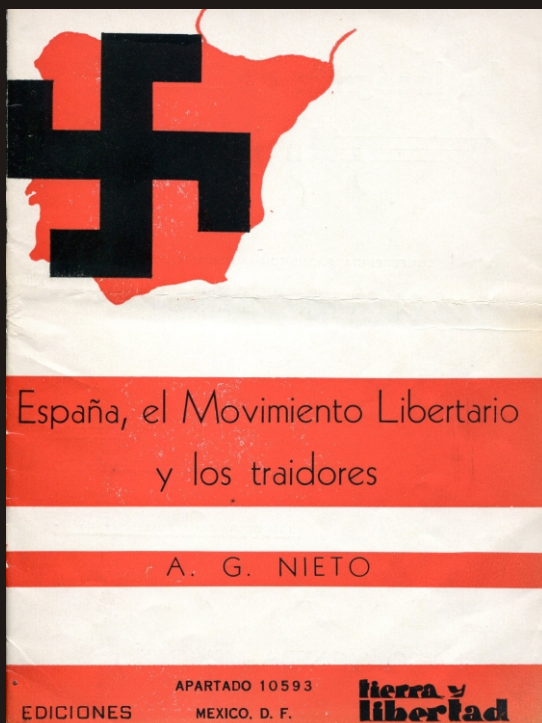 España, el Movimiento Libertario
y los traidores
A. G. NIETO
EDICIONES
APARTADO 10593
MEXICO, D. F.
tierra y
libertad